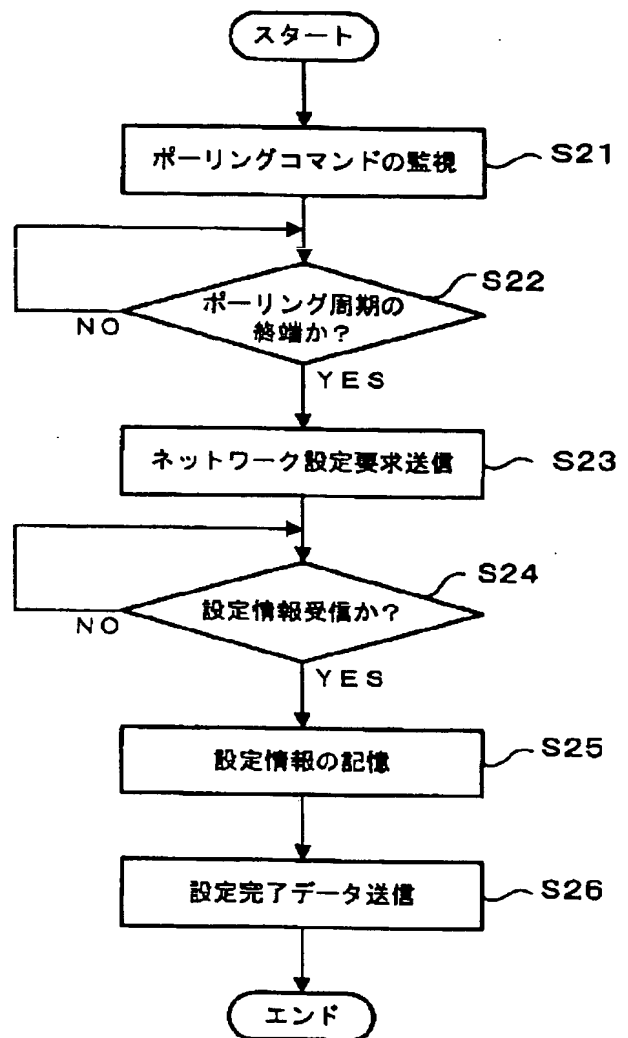 スタート
ポーリングコマンドの監視
S21
S22
ポーリング周期の
終端か?
NO
YES
ネットワーク設定要求送信
S23
S24
設定情報受信か?
NO
YES
設定情報の記憶
S25
設定完了データ送信
S26
エンド